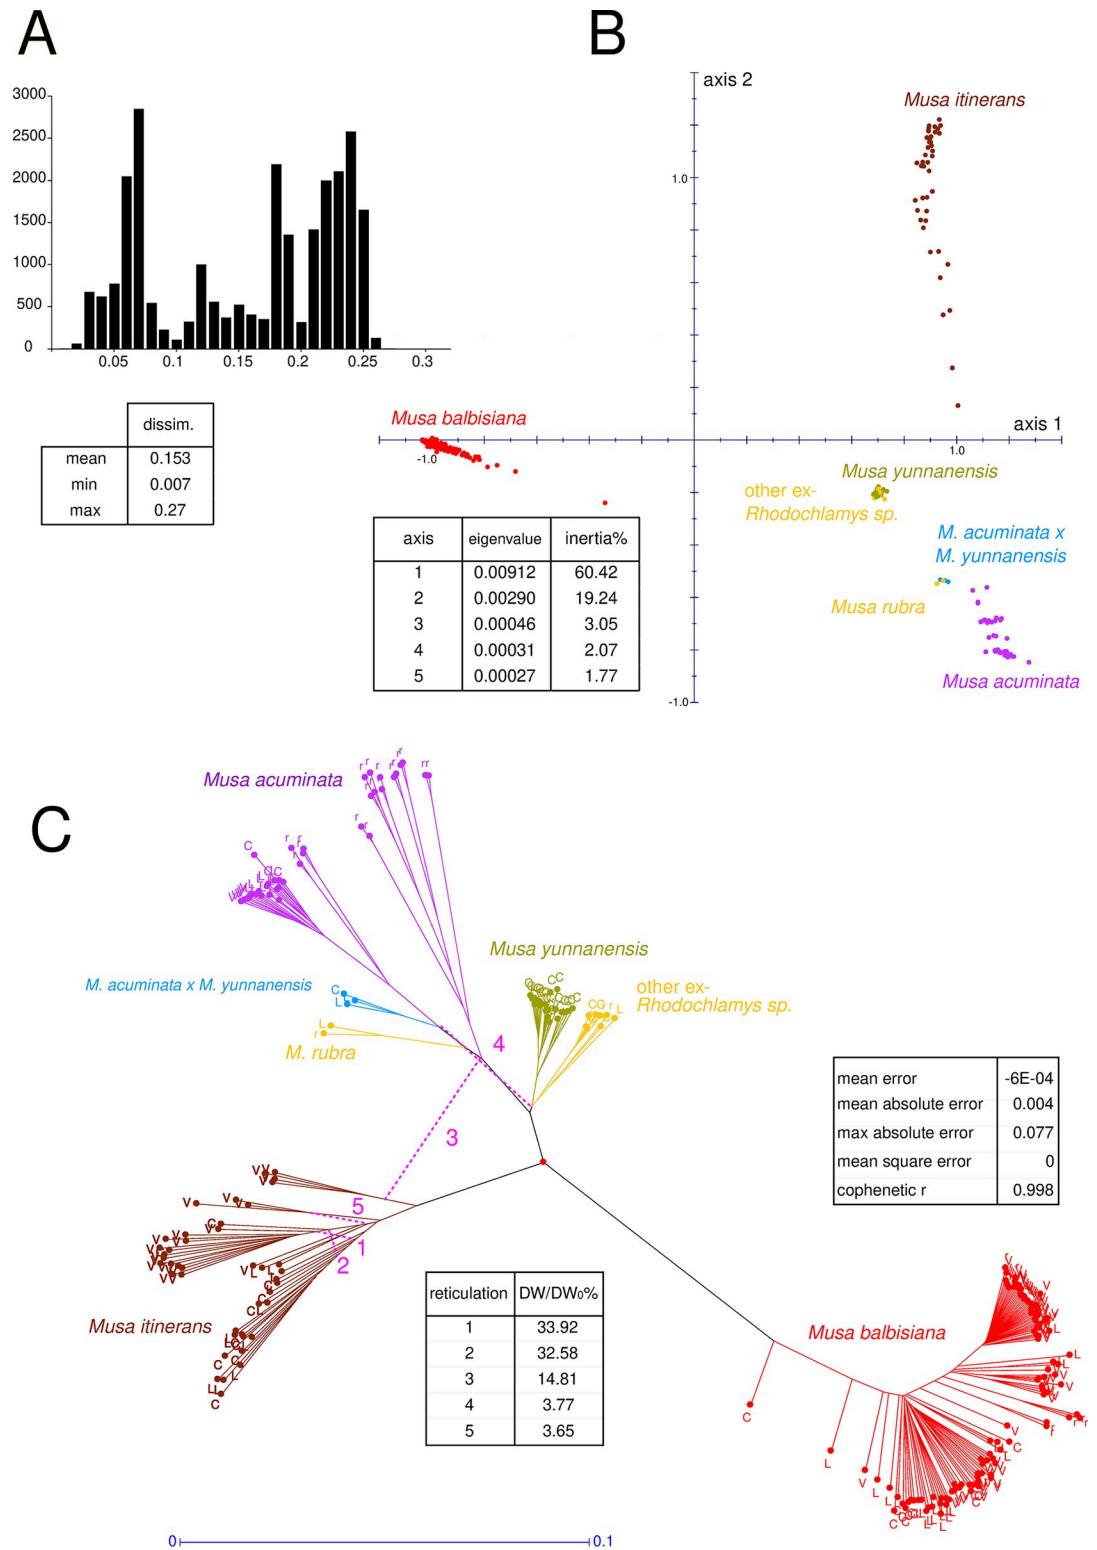 A
3000
2500
2000
1500
1000
500
0
0.05 0.1 0.15 0.2 0.25 0.3
dissim.
mean 0.153
min 0.007
max 0.27
B
axis 2
Musa itinerans
1.0
axis 1
1.0
Musa balbisiana
-1.0
Musa yunnanensis
other ex-
Rhodochlamys sp.
M. acuminata x
M. yunnanensis
Musa rubra
Musa acuminata
-1.0
axis eigenvalue inertia%
1 0.00912 60.42
2 0.00290 19.24
3 0.00046 3.05
4 0.00031 2.07
5 0.00027 1.77
C
Musa acuminata
M. acuminata x M. yunnanensis
M. rubra
Musa yunnanensis
other ex-
Rhodochlamys sp.
4
3
5
1
2
Musa itinerans
Musa balbisiana
mean error -6E-04
mean absolute error 0.004
max absolute error 0.077
mean square error 0
cophenetic r 0.998
reticulation DW/DW₀%
1 33.92
2 32.58
3 14.81
4 3.77
5 3.65
0 0.1